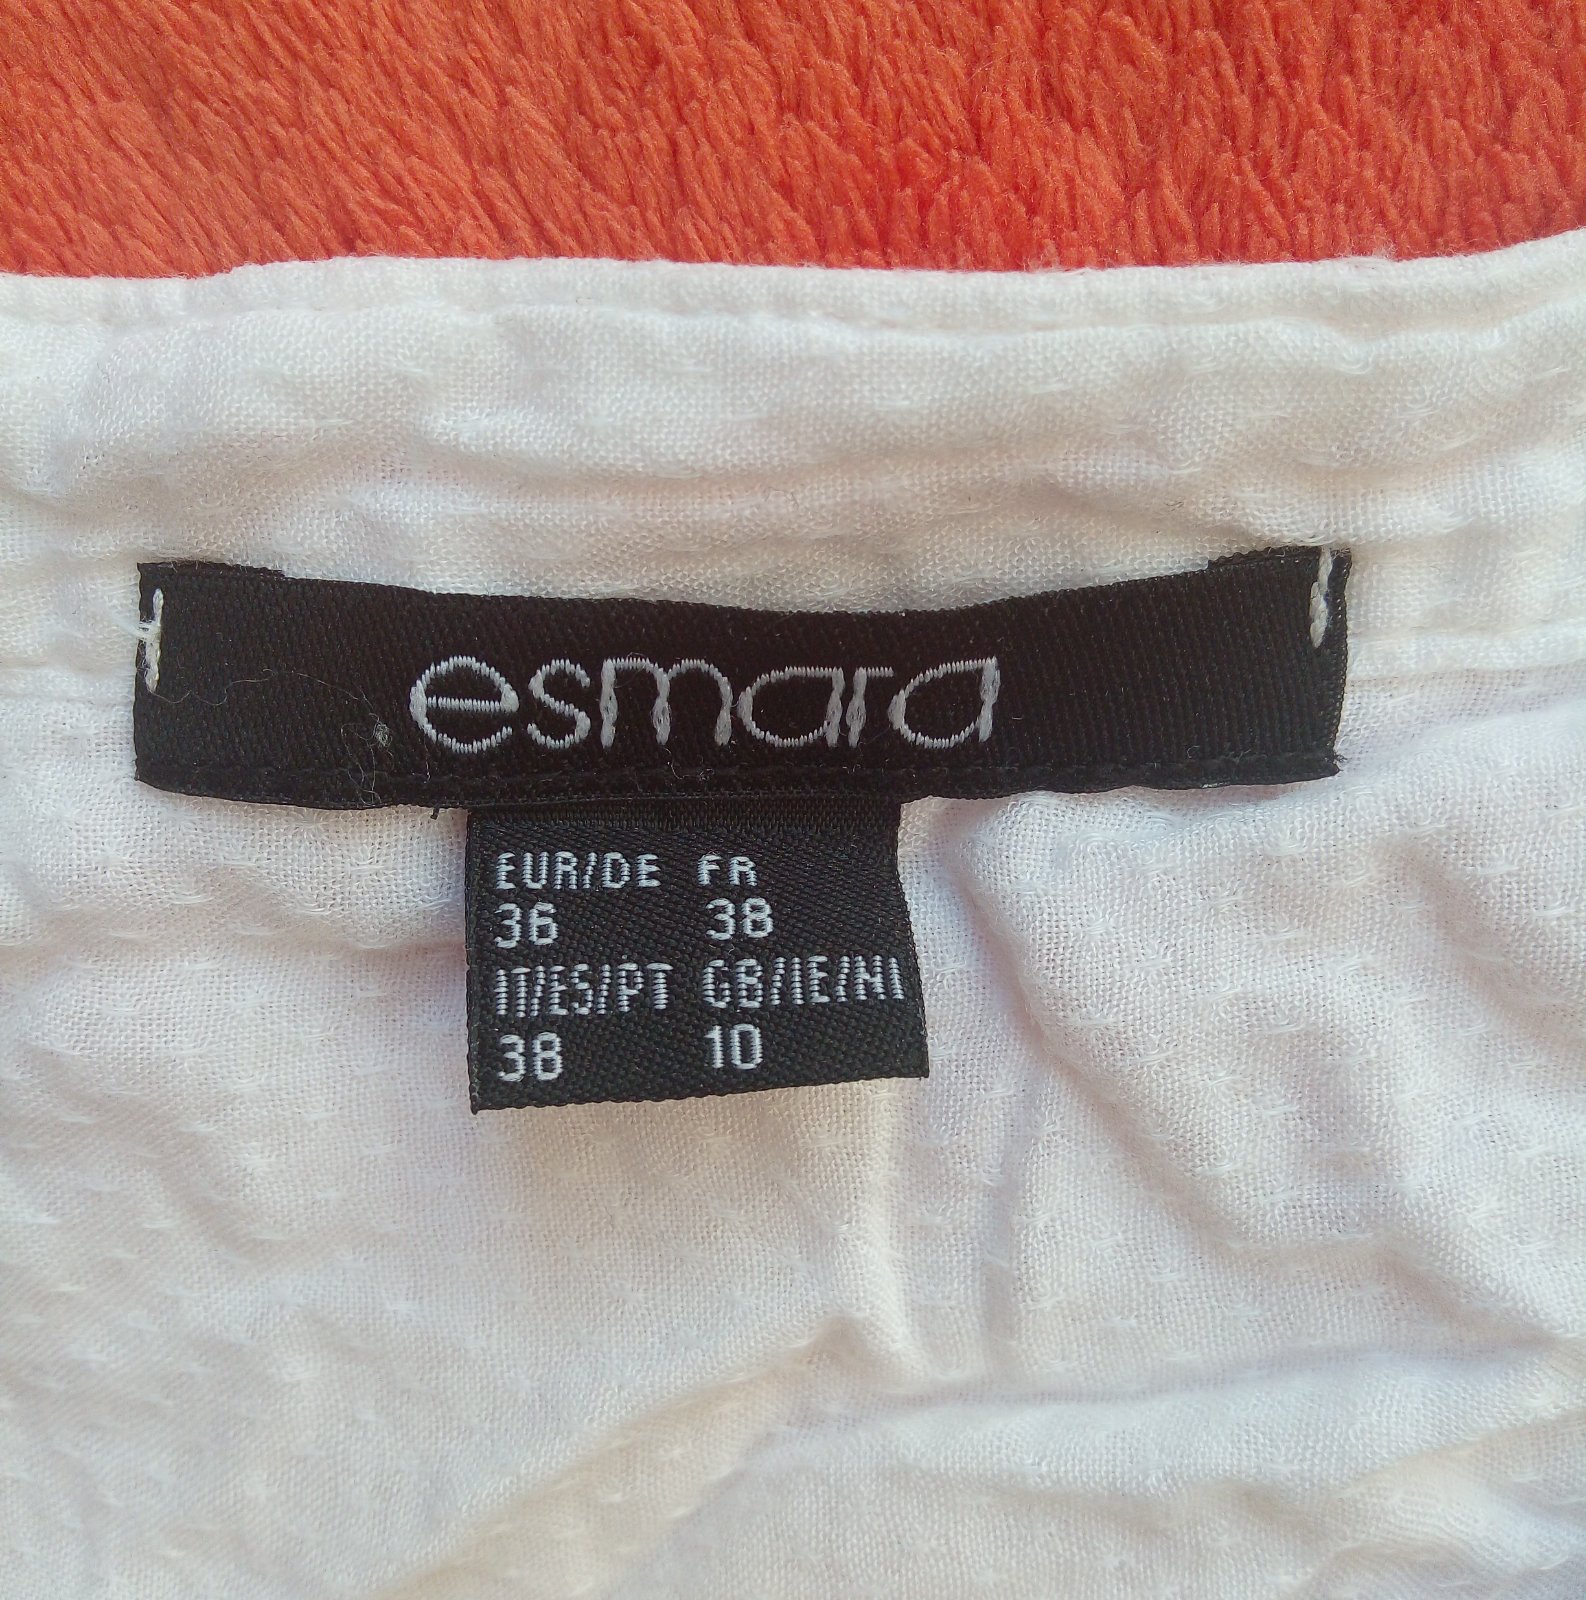 esmara
EUR/DE FR
36 38
IT/ES/PT GB/IE/NI
38 10